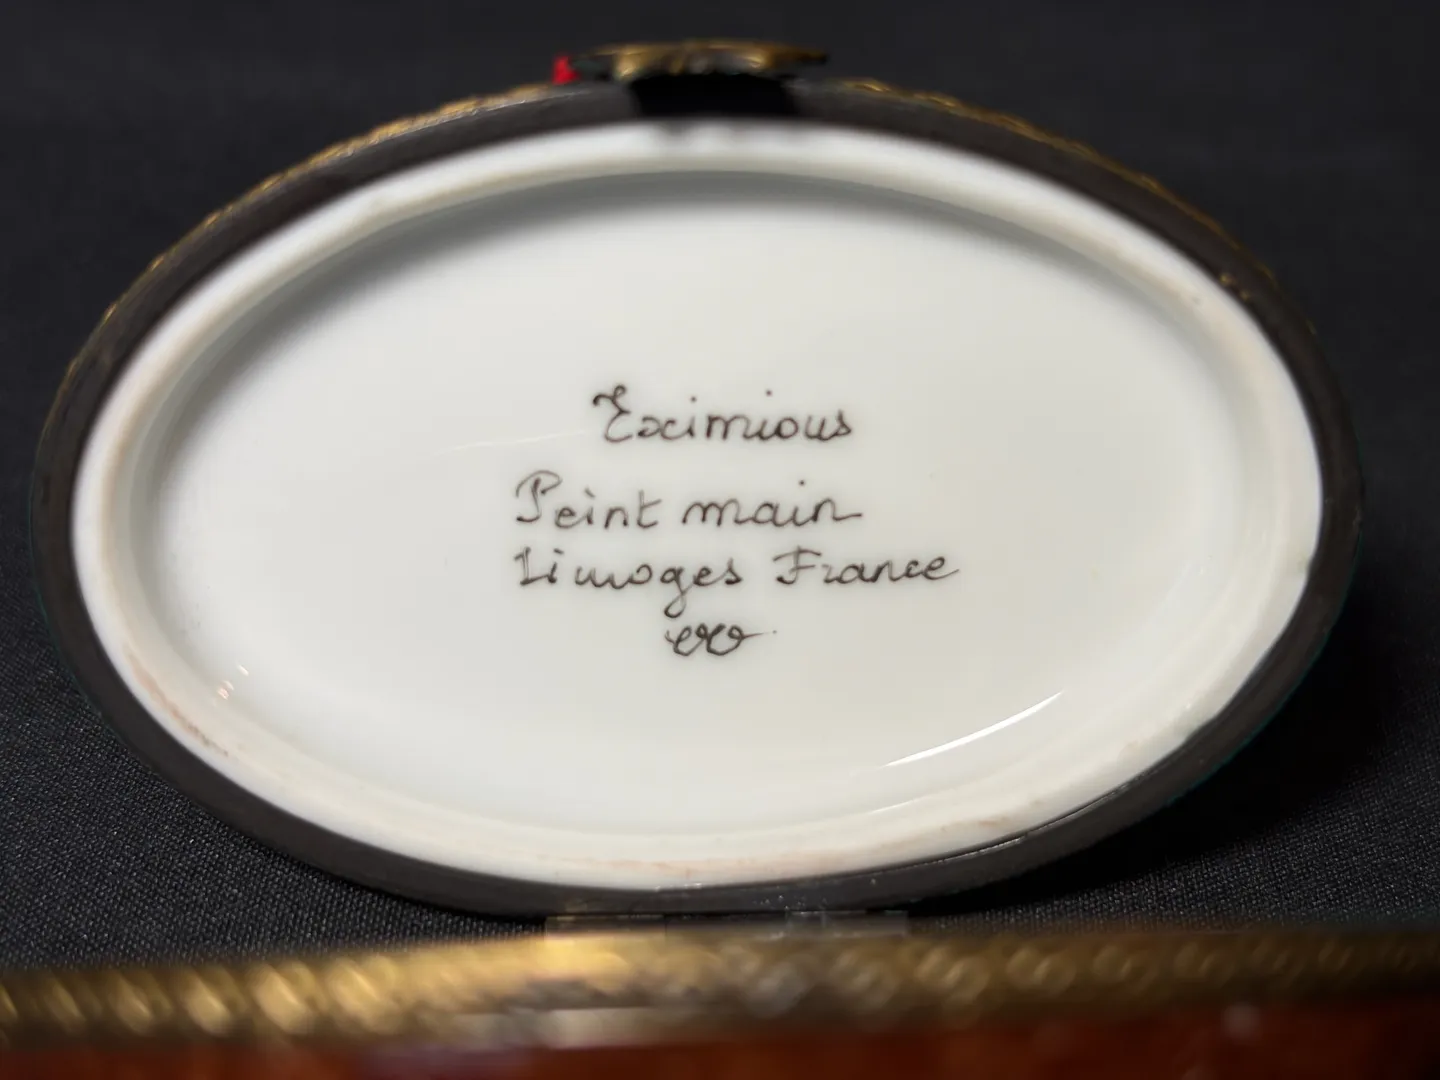 Eximious
Peint main
Limoges France